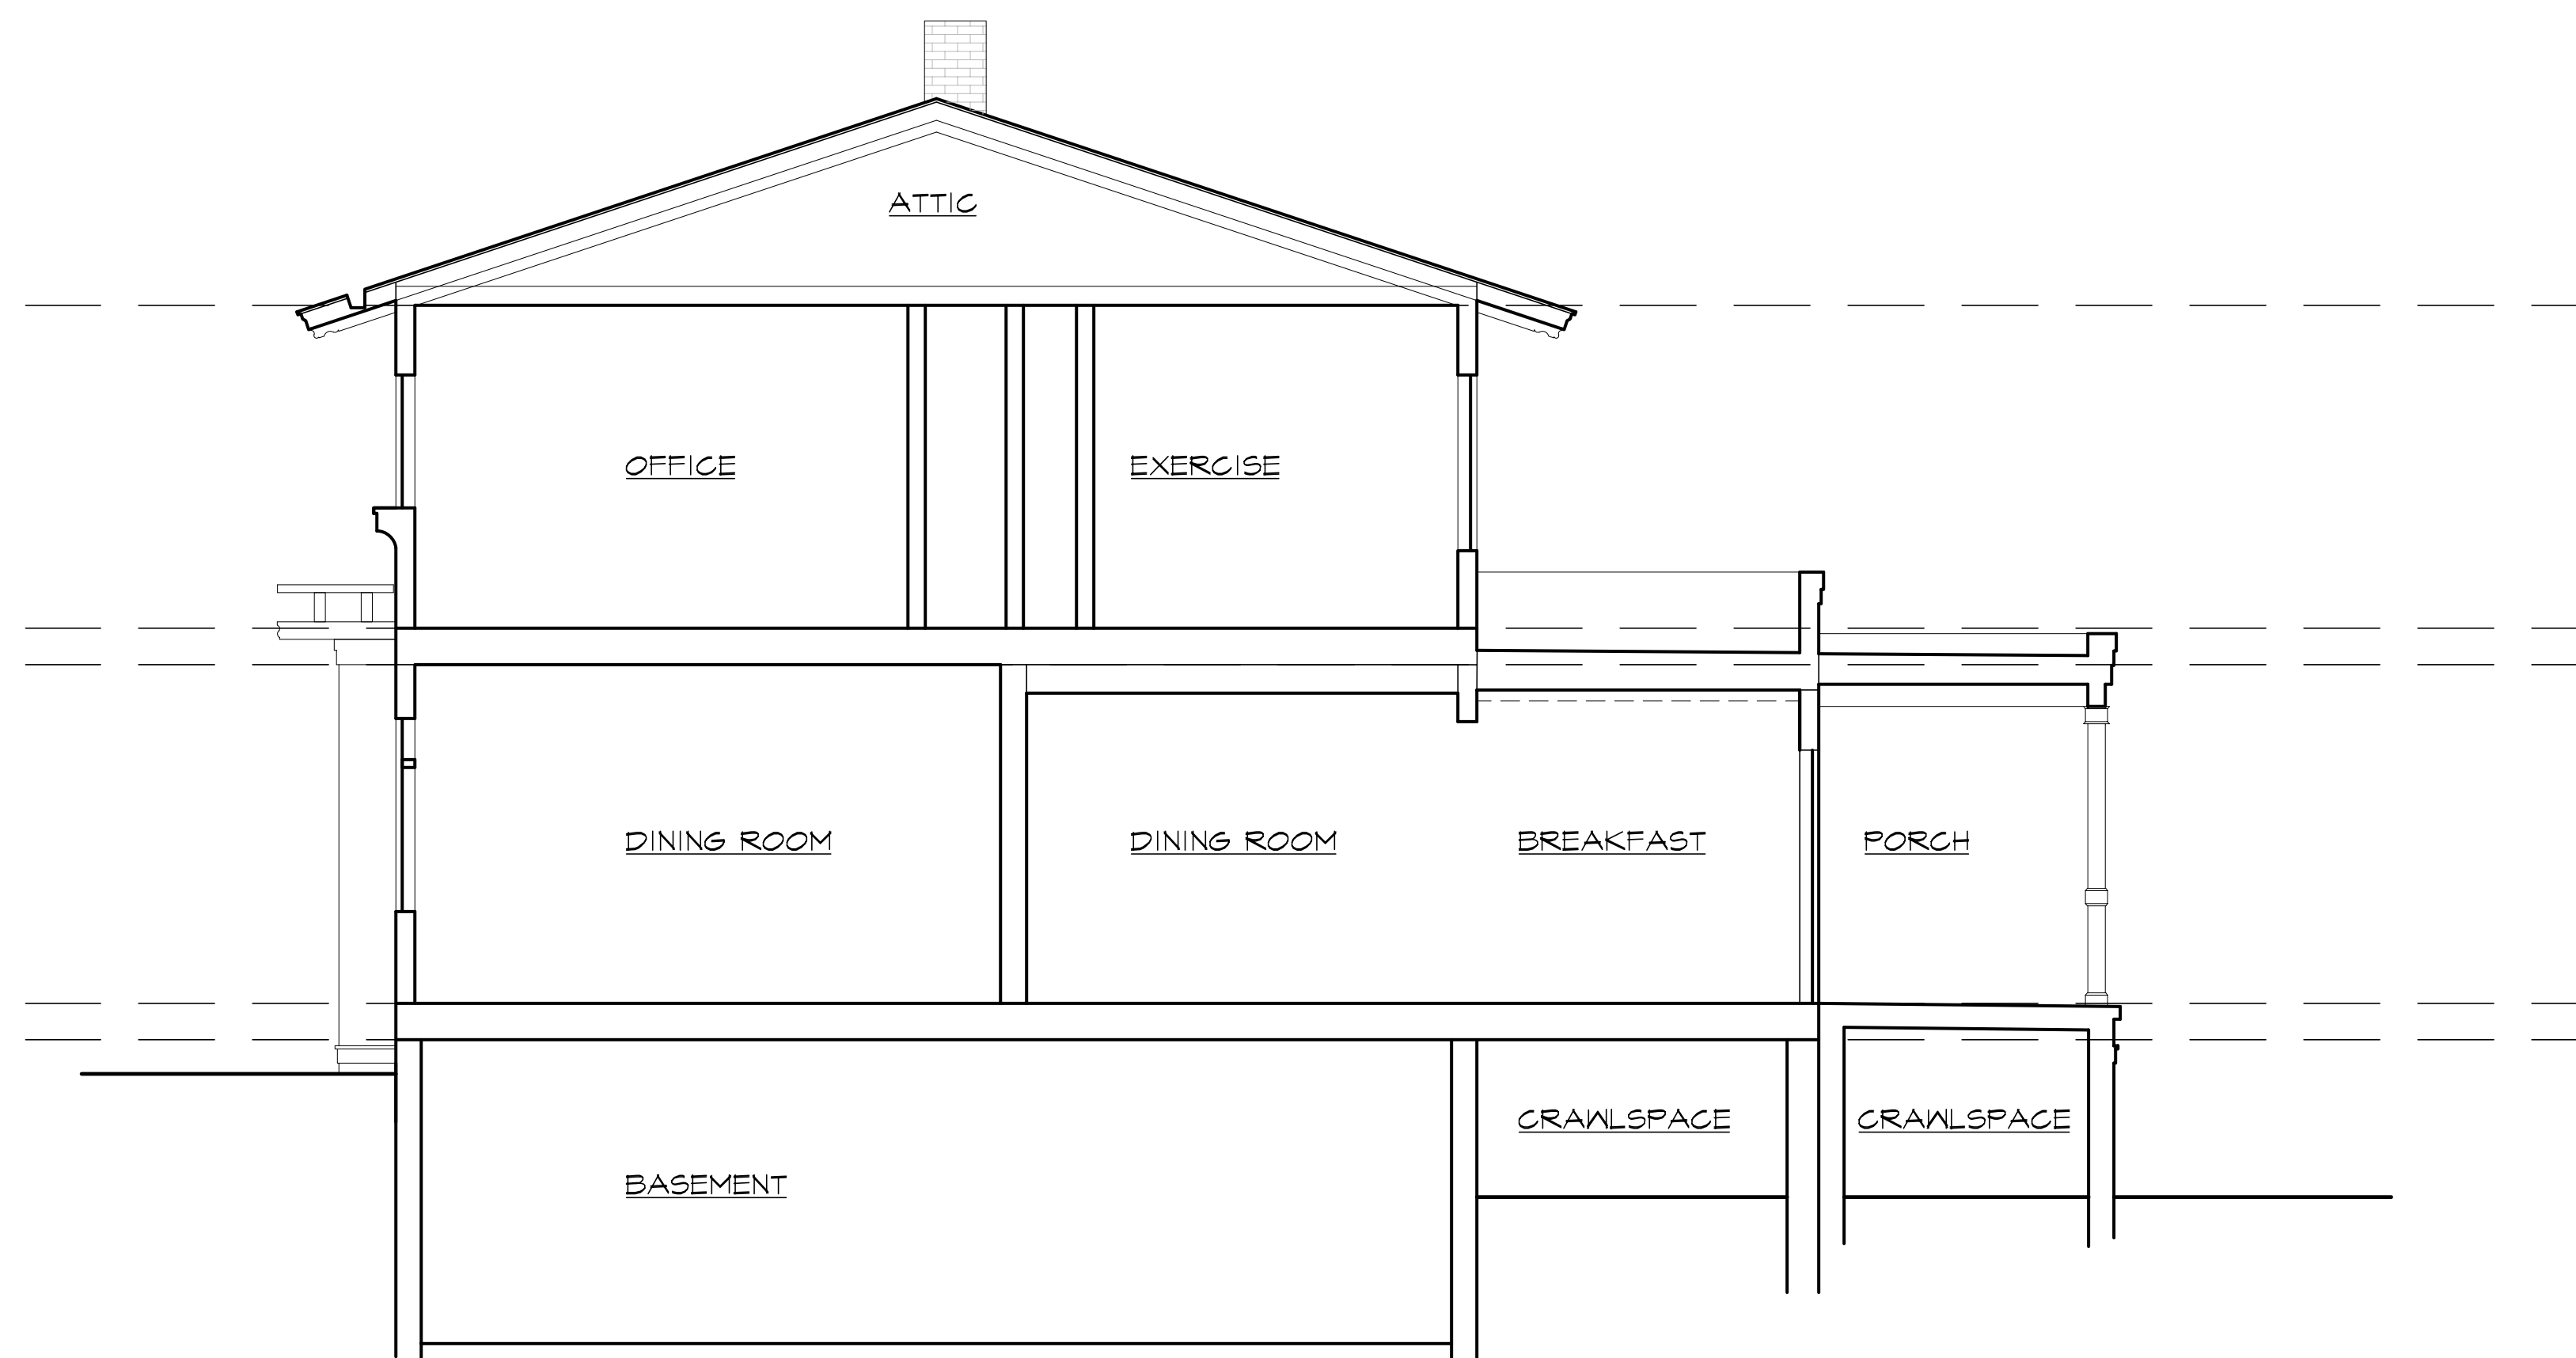 ATTIC
OFFICE
EXERCISE
DINING ROOM
DINING ROOM
BREAKFAST
PORCH
CRAWLSPACE
CRAWLSPACE
BASEMENT